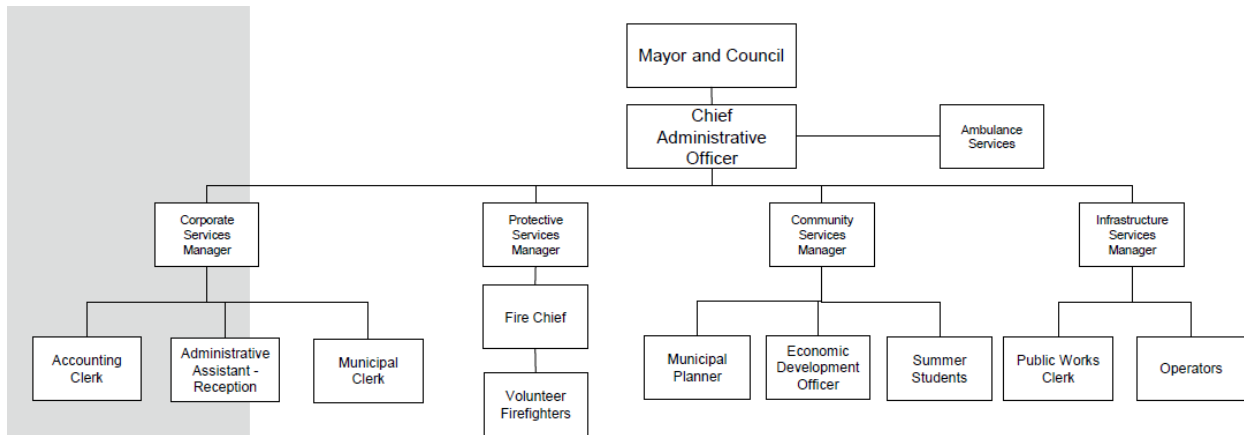 Mayor and Council
Chief
Administrative
Officer
Ambulance
Services
Corporate
Services
Manager
Protective
Services
Manager
Community
Services
Manager
Infrastructure
Services
Manager
Accounting
Clerk
Administrative
Assistant -
Reception
Municipal
Clerk
Fire Chief
Volunteer
Firefighters
Municipal
Planner
Economic
Development
Officer
Summer
Students
Public Works
Clerk
Operators